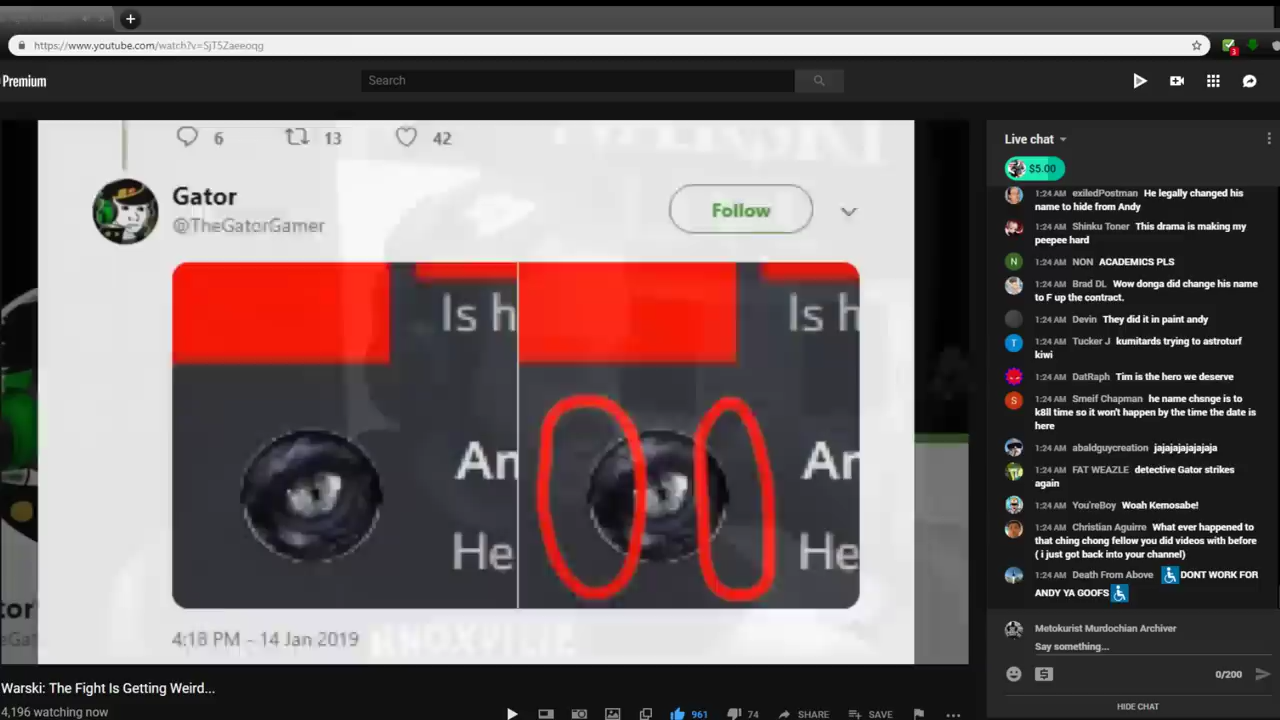 https://www.youtube.com/watch?v=SjT5Zaeeoqg
3
Premium
Search
6
13
42
Gator
@TheGatorGamer
Follow
Is h
Is h
An
Ar
He
He
4:18 PM - 14 Jan 2019
KNOXVILLE
Warski: The Fight Is Getting Weird...
4,196 watching now
961
74
SHARE
SAVE
Live chat
$5.00
1:24 AM exiledPostman He legally changed his
name to hide from Andy
1:24 AM Shinku Toner This drama is making my
peepee hard
N 1:24 AM NON ACADEMICS PLS
1:24 AM Brad DL Wow donga did change his name
to F up the contract.
1:24 AM Devin They did it in paint andy
T 1:24 AM Tucker J kumitards trying to astroturf
kiwi
1:24 AM DatRaph Tim is the hero we deserve
S 1:24 AM Smeif Chapman he name chsnge is to
k8ll time so it won't happen by the time the date is
here
1:24 AM abaldguycreation jajajajajajajaja
1:24 AM FAT WEAZLE detective Gator strikes
again
1:24 AM You'reBoy Woah Kemosabe!
1:24 AM Christian Aguirre What ever happened to
that ching chong fellow you did videos with before
( i just got back into your channel)
1:24 AM Death From Above ♿DONT WORK FOR
ANDY YA GOOFS♿
Metokurist Murdochian Archiver
Say something...
0/200
HIDE CHAT